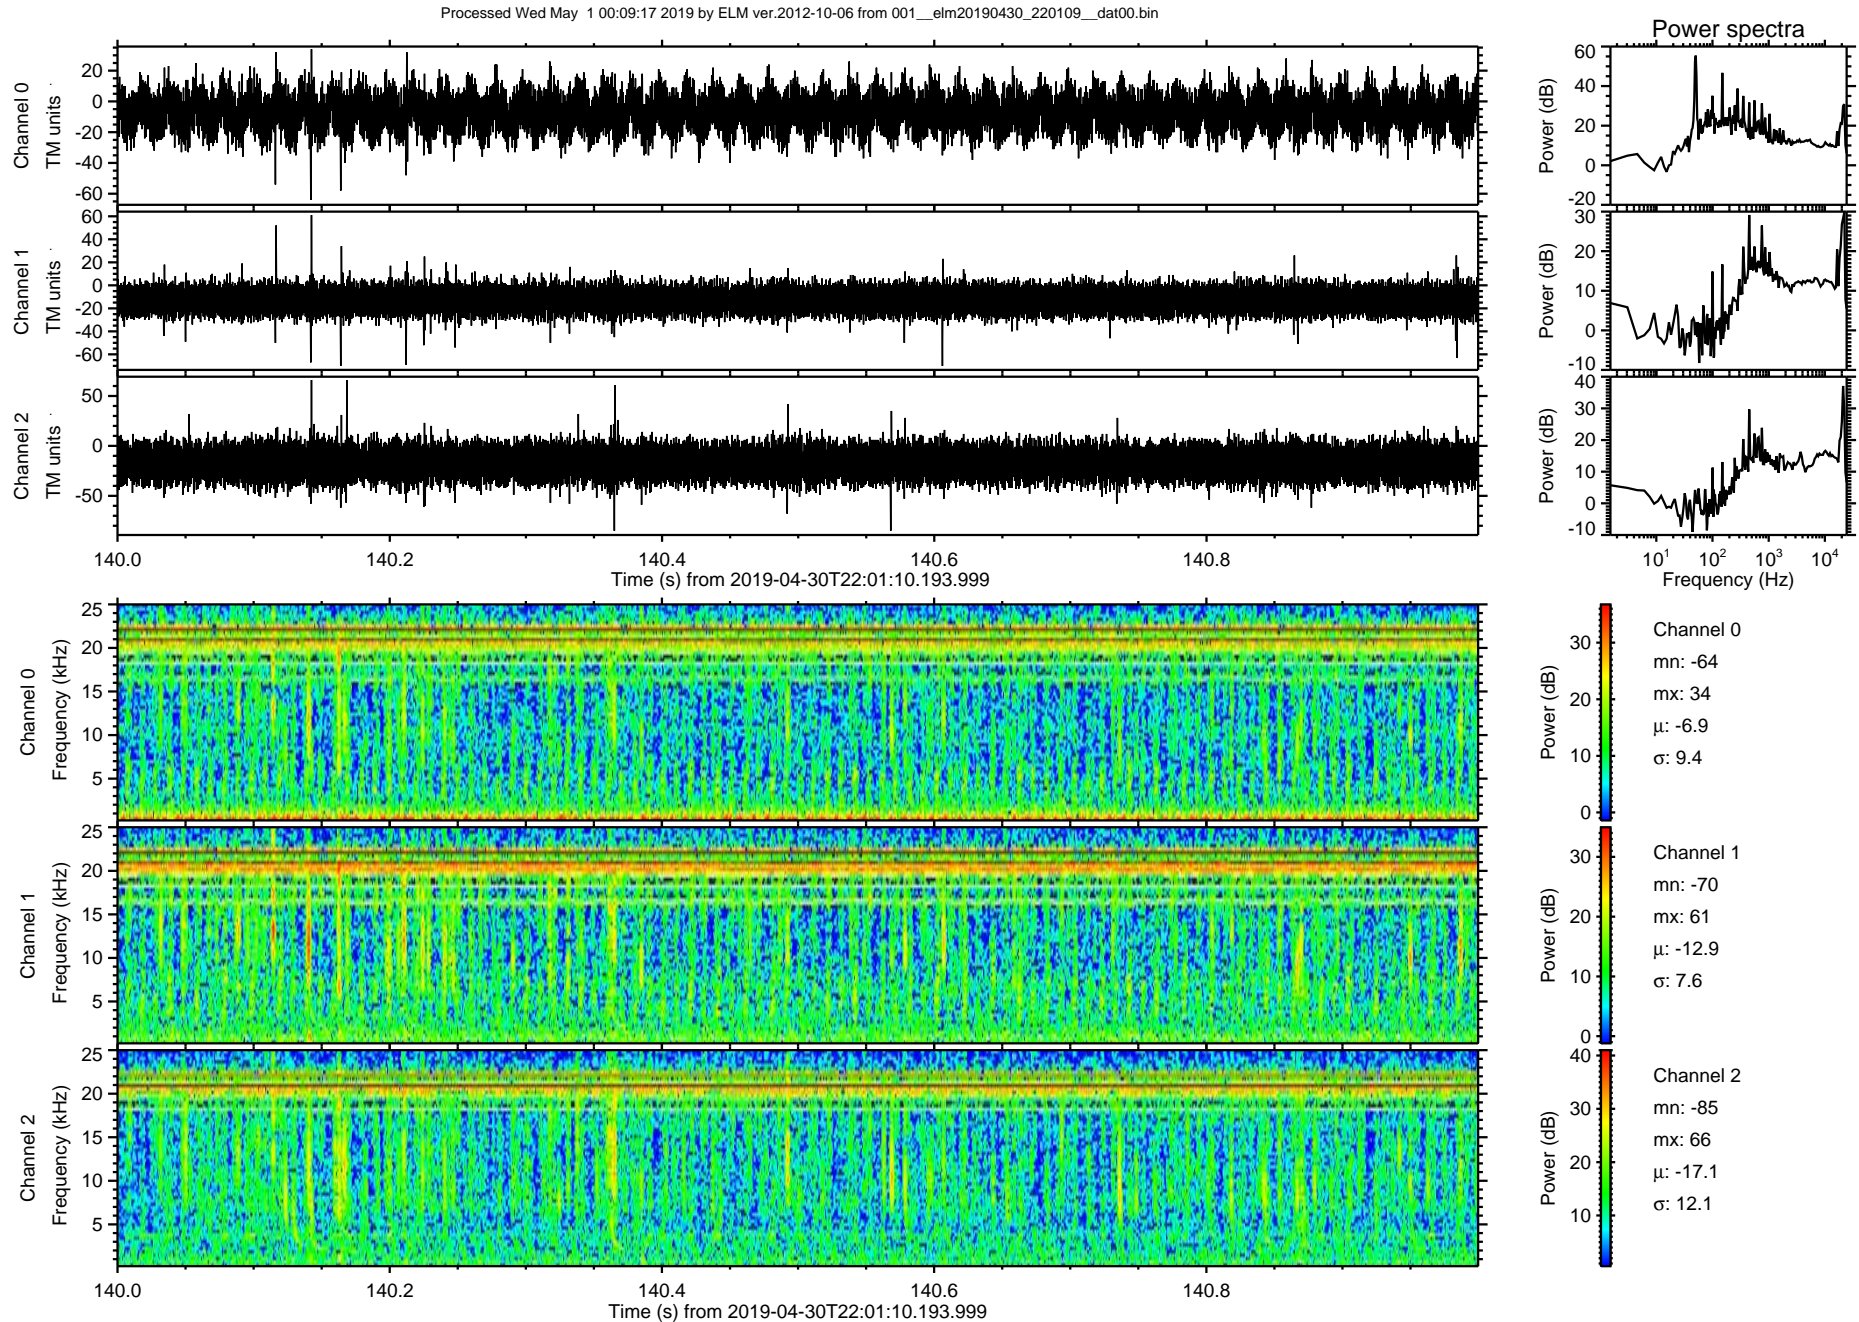 Processed Wed May  1 00:09:17 2019 by ELM ver.2012-10-06 from 001__elm20190430_220109__dat00.bin
Power spectra
Channel 0
TM units
20
0
-20
-40
-60
Power (dB)
60
40
20
0
-20
Channel 1
TM units
60
40
20
0
-20
-40
-60
Power (dB)
30
20
10
0
-10
Channel 2
TM units
50
0
-50
Power (dB)
40
30
20
10
0
-10
140.0 140.2 140.4 140.6 140.8
Time (s) from 2019-04-30T22:01:10.193.999
10^1 10^2 10^3 10^4
Frequency (Hz)
Channel 0
Frequency (kHz)
25
20
15
10
5
Power (dB)
30
20
10
0
Channel 0
mn: -64
mx: 34
μ: -6.9
σ: 9.4
Channel 1
Frequency (kHz)
25
20
15
10
5
Power (dB)
30
20
10
0
Channel 1
mn: -70
mx: 61
μ: -12.9
σ: 7.6
Channel 2
Frequency (kHz)
25
20
15
10
5
Power (dB)
40
30
20
10
Channel 2
mn: -85
mx: 66
μ: -17.1
σ: 12.1
140.0 140.2 140.4 140.6 140.8
Time (s) from 2019-04-30T22:01:10.193.999